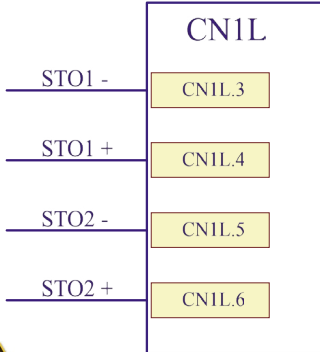 CN1L
STO1 - CN1L.3
STO1 + CN1L.4
STO2 - CN1L.5
STO2 + CN1L.6